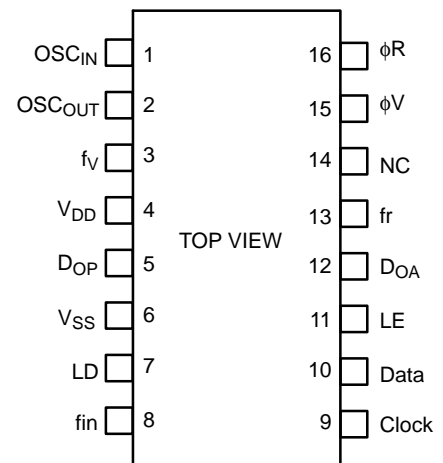 OSCIN 1 16 ϕR
OSCOUT 2 15 ϕV
fV 3 14 NC
VDD 4 13 fr
TOP VIEW
DOP 5 12 DOA
VSS 6 11 LE
LD 7 10 Data
fin 8 9 Clock